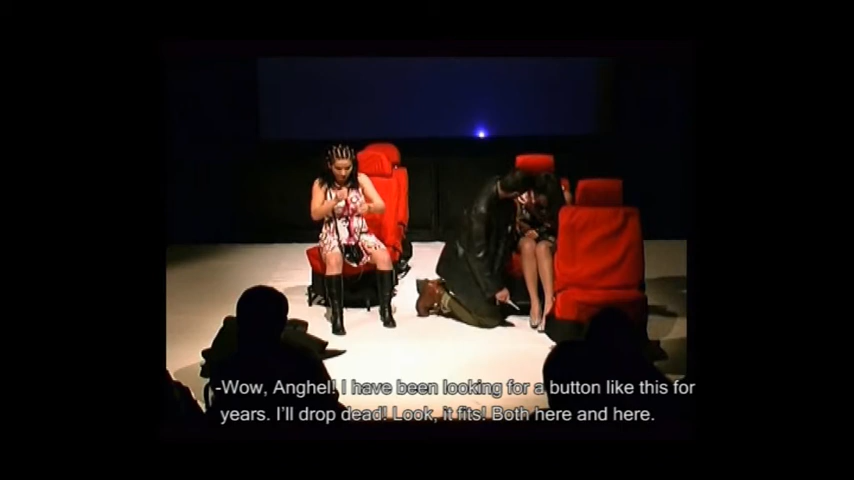 -Wow, Anghel! I have been looking for a button like this for
years. I'll drop dead! Look, it fits! Both here and here.